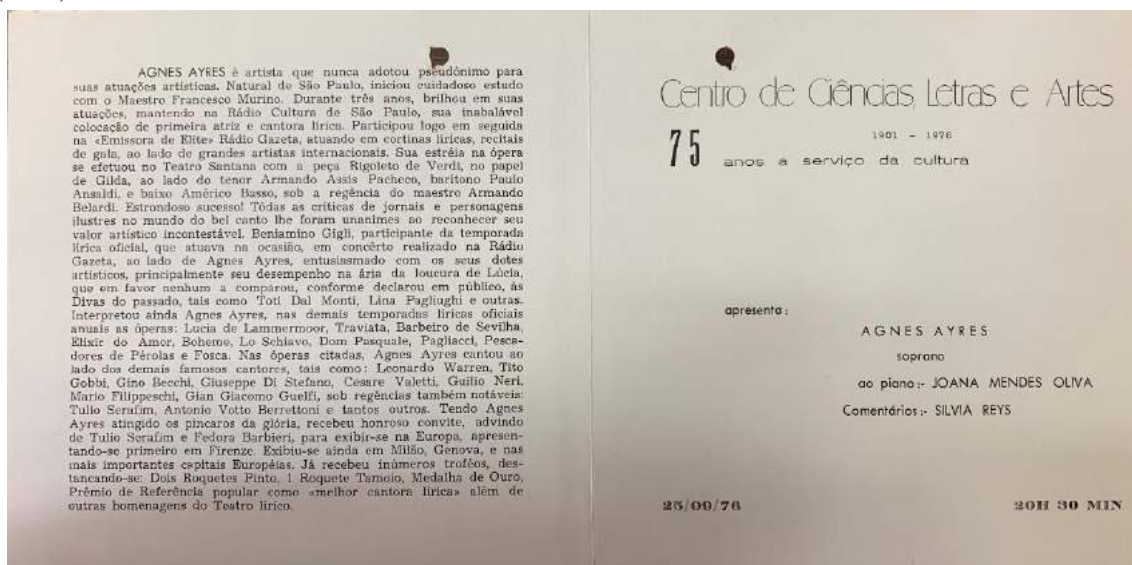 AGNES AYRES é artista que nunca adotou pseudônimo para
suas atuações artísticas. Natural de São Paulo, iniciou cuidadoso estudo
com o Maestro Francesco Murino. Durante três anos, brilhou em suas
atuações, mantendo na Rádio Cultura de São Paulo, sua inabalável
colocação de primeira atriz e cantora lírica. Participou logo em seguida
na «Emissora de Elite» Rádio Gazeta, atuando em cortinas líricas, recitais
de gala, ao lado de grandes artistas internacionais. Sua estréia na ópera
se efetuou no Teatro Santana com a peça Rigoleto de Verdi, no papel
de Gilda, ao lado do tenor Armando Assis Pacheco, barítono Paulo
Ansaldi, e baixo Américo Basso, sob a regência do maestro Armando
Belardi. Estrondoso sucesso! Tôdas as críticas de jornais e personagens
ilustres no mundo do bel canto lhe foram unanimes ao reconhecer seu
valor artístico incontestável. Beniamino Gigli, participante da temporada
lírica oficial, que atuava na ocasião, em concêrto realizado na Rádio
Gazeta, ao lado de Agnes Ayres, entusiasmado com os seus dotes
artísticos, principalmente seu desempenho na ária da loucura de Lúcia,
que em favor nenhum a comparou, conforme declarou em público, às
Divas do passado, tais como Toti Dal Monti, Lina Pagliughi e outras.
Interpretou ainda Agnes Ayres, nas demais temporadas líricas oficiais
anuais as óperas: Lucia de Lammermoor, Traviata, Barbeiro de Sevilha,
Elixir do Amor, Boheme, Lo Schiavo, Dom Pasquale, Pagliacci, Pesca-
dores de Pérolas e Fosca. Nas óperas citadas, Agnes Ayres cantou ao
lado dos demais famosos cantores, tais como: Leonardo Warren, Tito
Gobbi, Gino Becchi, Giuseppe Di Stefano, Cesare Valetti, Guilio Neri,
Mario Filippeschi, Gian Giacomo Guelfi, sob regências também notáveis:
Tulio Serafim, Antonio Votto Berrettoni e tantos outros. Tendo Agnes
Ayres atingido os píncaros da glória, recebeu honroso convite, advindo
de Tulio Serafim e Fedora Barbieri, para exibir-se na Europa, apresen-
tando-se primeiro em Firenze. Exibiu-se ainda em Milão, Genova, e nas
mais importantes capitais Européias. Já recebeu inúmeros troféos, des-
tancando-se: Dois Roquetes Pinto, 1 Roquete Tamoio, Medalha de Ouro,
Prêmio de Referência popular como «melhor cantora lírica» além de
outras homenagens do Teatro lírico.
Centro de Ciências, Letras e Artes
1901 - 1976
75 anos a serviço da cultura
apresenta:
AGNES AYRES
soprano
ao piano:- JOANA MENDES OLIVA
Comentários:- SILVIA REYS
25/09/76 20H 30 MIN